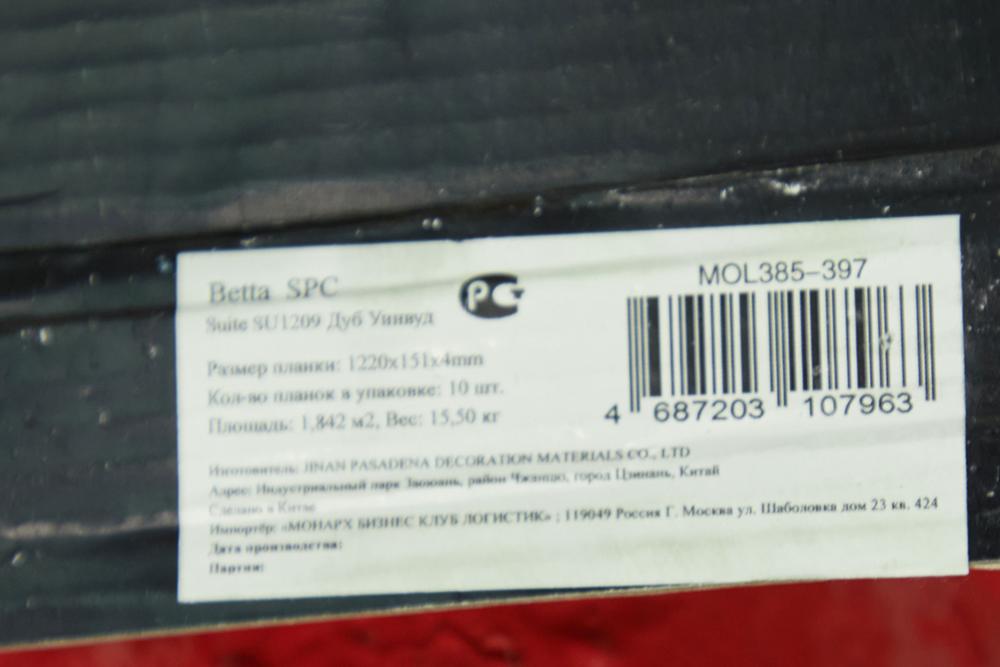 Betta SPC
Suite SU1209 Дуб Уинвуд
Размер планки: 1220x151x4mm
Кол-во планок в упаковке: 10 шт.
Площадь: 1,842 м2, Вес: 15,50 кг
Изготовитель: JINAN PASADENA DECORATION MATERIALS CO., LTD
Адрес: Индустриальный парк район Чжанцю, город Цзинань, Китай
Сделано в Китае
Импортёр: «МОНАРХ БИЗНЕС КЛУБ ЛОГИСТИК» ; 119049 Россия Г. Москва ул. Шаболовка дом 23 кв. 424
Дата производства:
Партия:
РС
MOL385-397
4 687203 107963